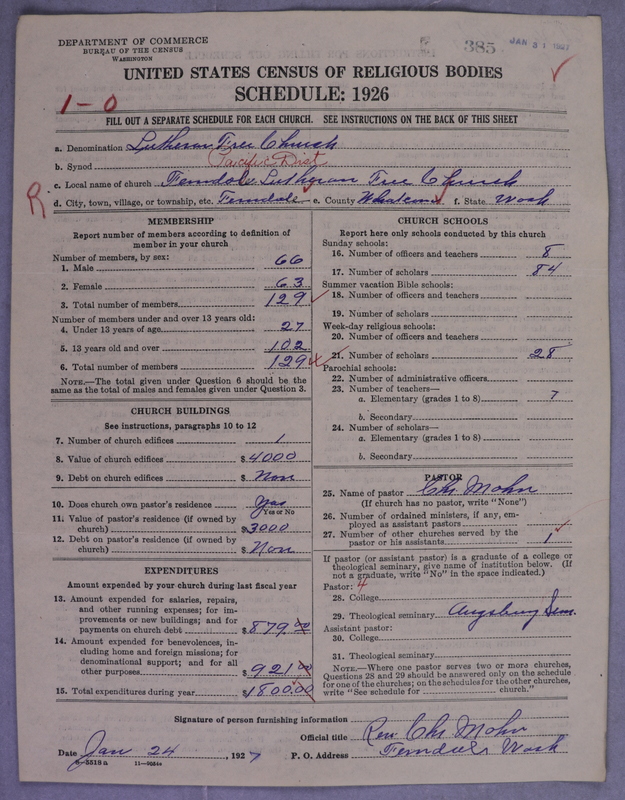 DEPARTMENT OF COMMERCE
BUREAU OF THE CENSUS
WASHINGTON
385
JAN 31 1927
UNITED STATES CENSUS OF RELIGIOUS BODIES
SCHEDULE: 1926
1-0
FILL OUT A SEPARATE SCHEDULE FOR EACH CHURCH. SEE INSTRUCTIONS ON THE BACK OF THIS SHEET
a. Denomination Lutheran Free Church
b. Synod Pacific Dist
c. Local name of church Ferndale Lutheran Free Church
R
d. City, town, village, or township, etc. Ferndale e. County Whatcom f. State Wash
MEMBERSHIP
Report number of members according to definition of member in your church
Number of members, by sex:
1. Male 66
2. Female 63
3. Total number of members 129
Number of members under and over 13 years old:
4. Under 13 years of age 27
5. 13 years old and over 102
6. Total number of members 129
NOTE.—The total given under Question 6 should be the same as the total of males and females given under Question 3.
CHURCH BUILDINGS
See instructions, paragraphs 10 to 12
7. Number of church edifices 1
8. Value of church edifices $4000
9. Debt on church edifices $ None
10. Does church own pastor's residence Yes
Yes or No
11. Value of pastor's residence (if owned by church) $3000
12. Debt on pastor's residence (if owned by church) $ None
EXPENDITURES
Amount expended by your church during last fiscal year
13. Amount expended for salaries, repairs, and other running expenses; for improvements or new buildings; and for payments on church debt $879.00
14. Amount expended for benevolences, including home and foreign missions; for denominational support; and for all other purposes $921.00
15. Total expenditures during year $1800.00
CHURCH SCHOOLS
Report here only schools conducted by this church
Sunday schools:
16. Number of officers and teachers 8
17. Number of scholars 84
Summer vacation Bible schools:
18. Number of officers and teachers
19. Number of scholars
Week-day religious schools:
20. Number of officers and teachers
21. Number of scholars 28
Parochial schools:
22. Number of administrative officers
23. Number of teachers—
a. Elementary (grades 1 to 8) 7
b. Secondary
24. Number of scholars—
a. Elementary (grades 1 to 8)
b. Secondary
PASTOR
25. Name of pastor Chr Mohn
(If church has no pastor, write "None")
26. Number of ordained ministers, if any, employed as assistant pastors
27. Number of other churches served by the pastor or his assistants 1
If pastor (or assistant pastor) is a graduate of a college or theological seminary, give name of institution below. (If not a graduate, write "No" in the space indicated.)
Pastor: 4
28. College
29. Theological seminary Augsburg Sem.
Assistant pastor:
30. College
31. Theological seminary
NOTE.—Where one pastor serves two or more churches, Questions 28 and 29 should be answered only on the schedule for one of the churches; on the schedules for the other churches, write "See schedule for church."
Signature of person furnishing information
Official title Rev Chr Mohn
Date Jan 24, 1927 P. O. Address Ferndale Wash
8-5518 a 11-9054a